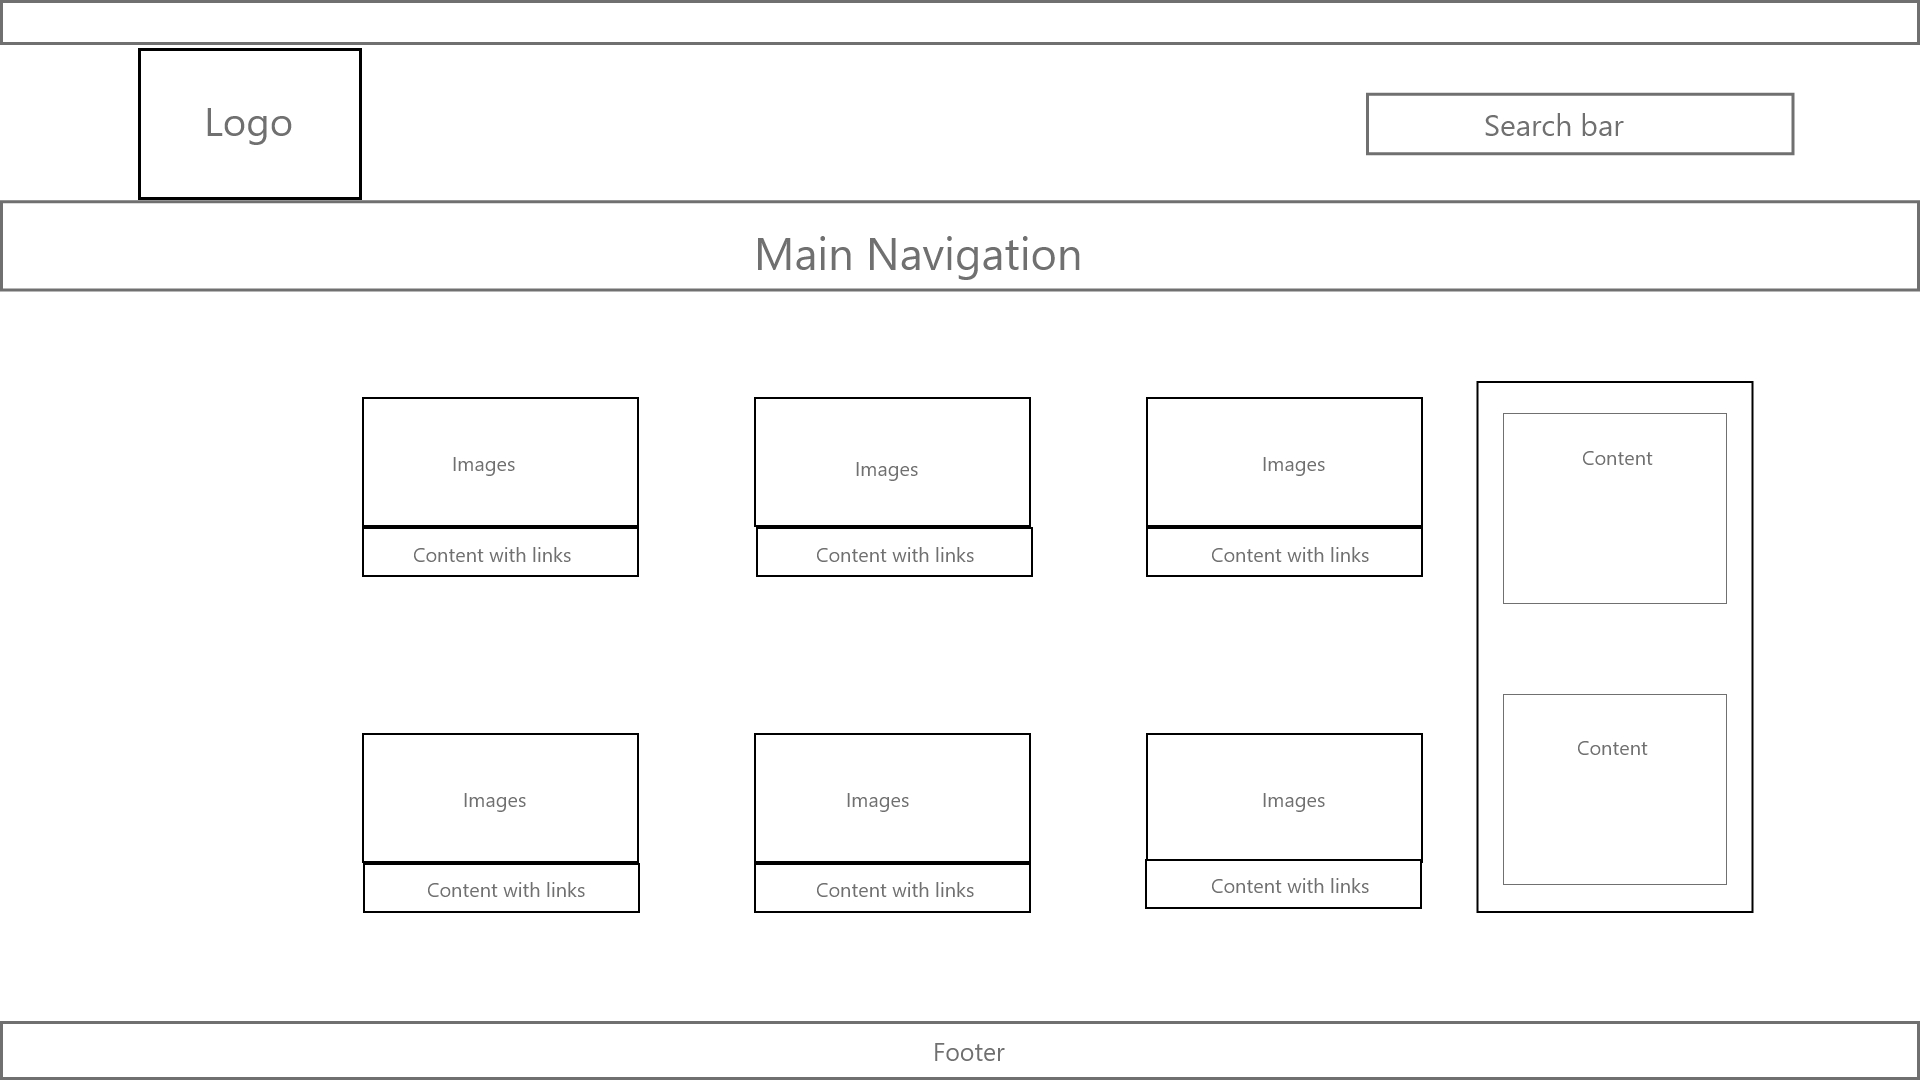 Logo
Search bar
Main Navigation
Images
Images
Images
Content
Content with links
Content with links
Content with links
Content
Images
Images
Images
Content with links
Content with links
Content with links
Footer